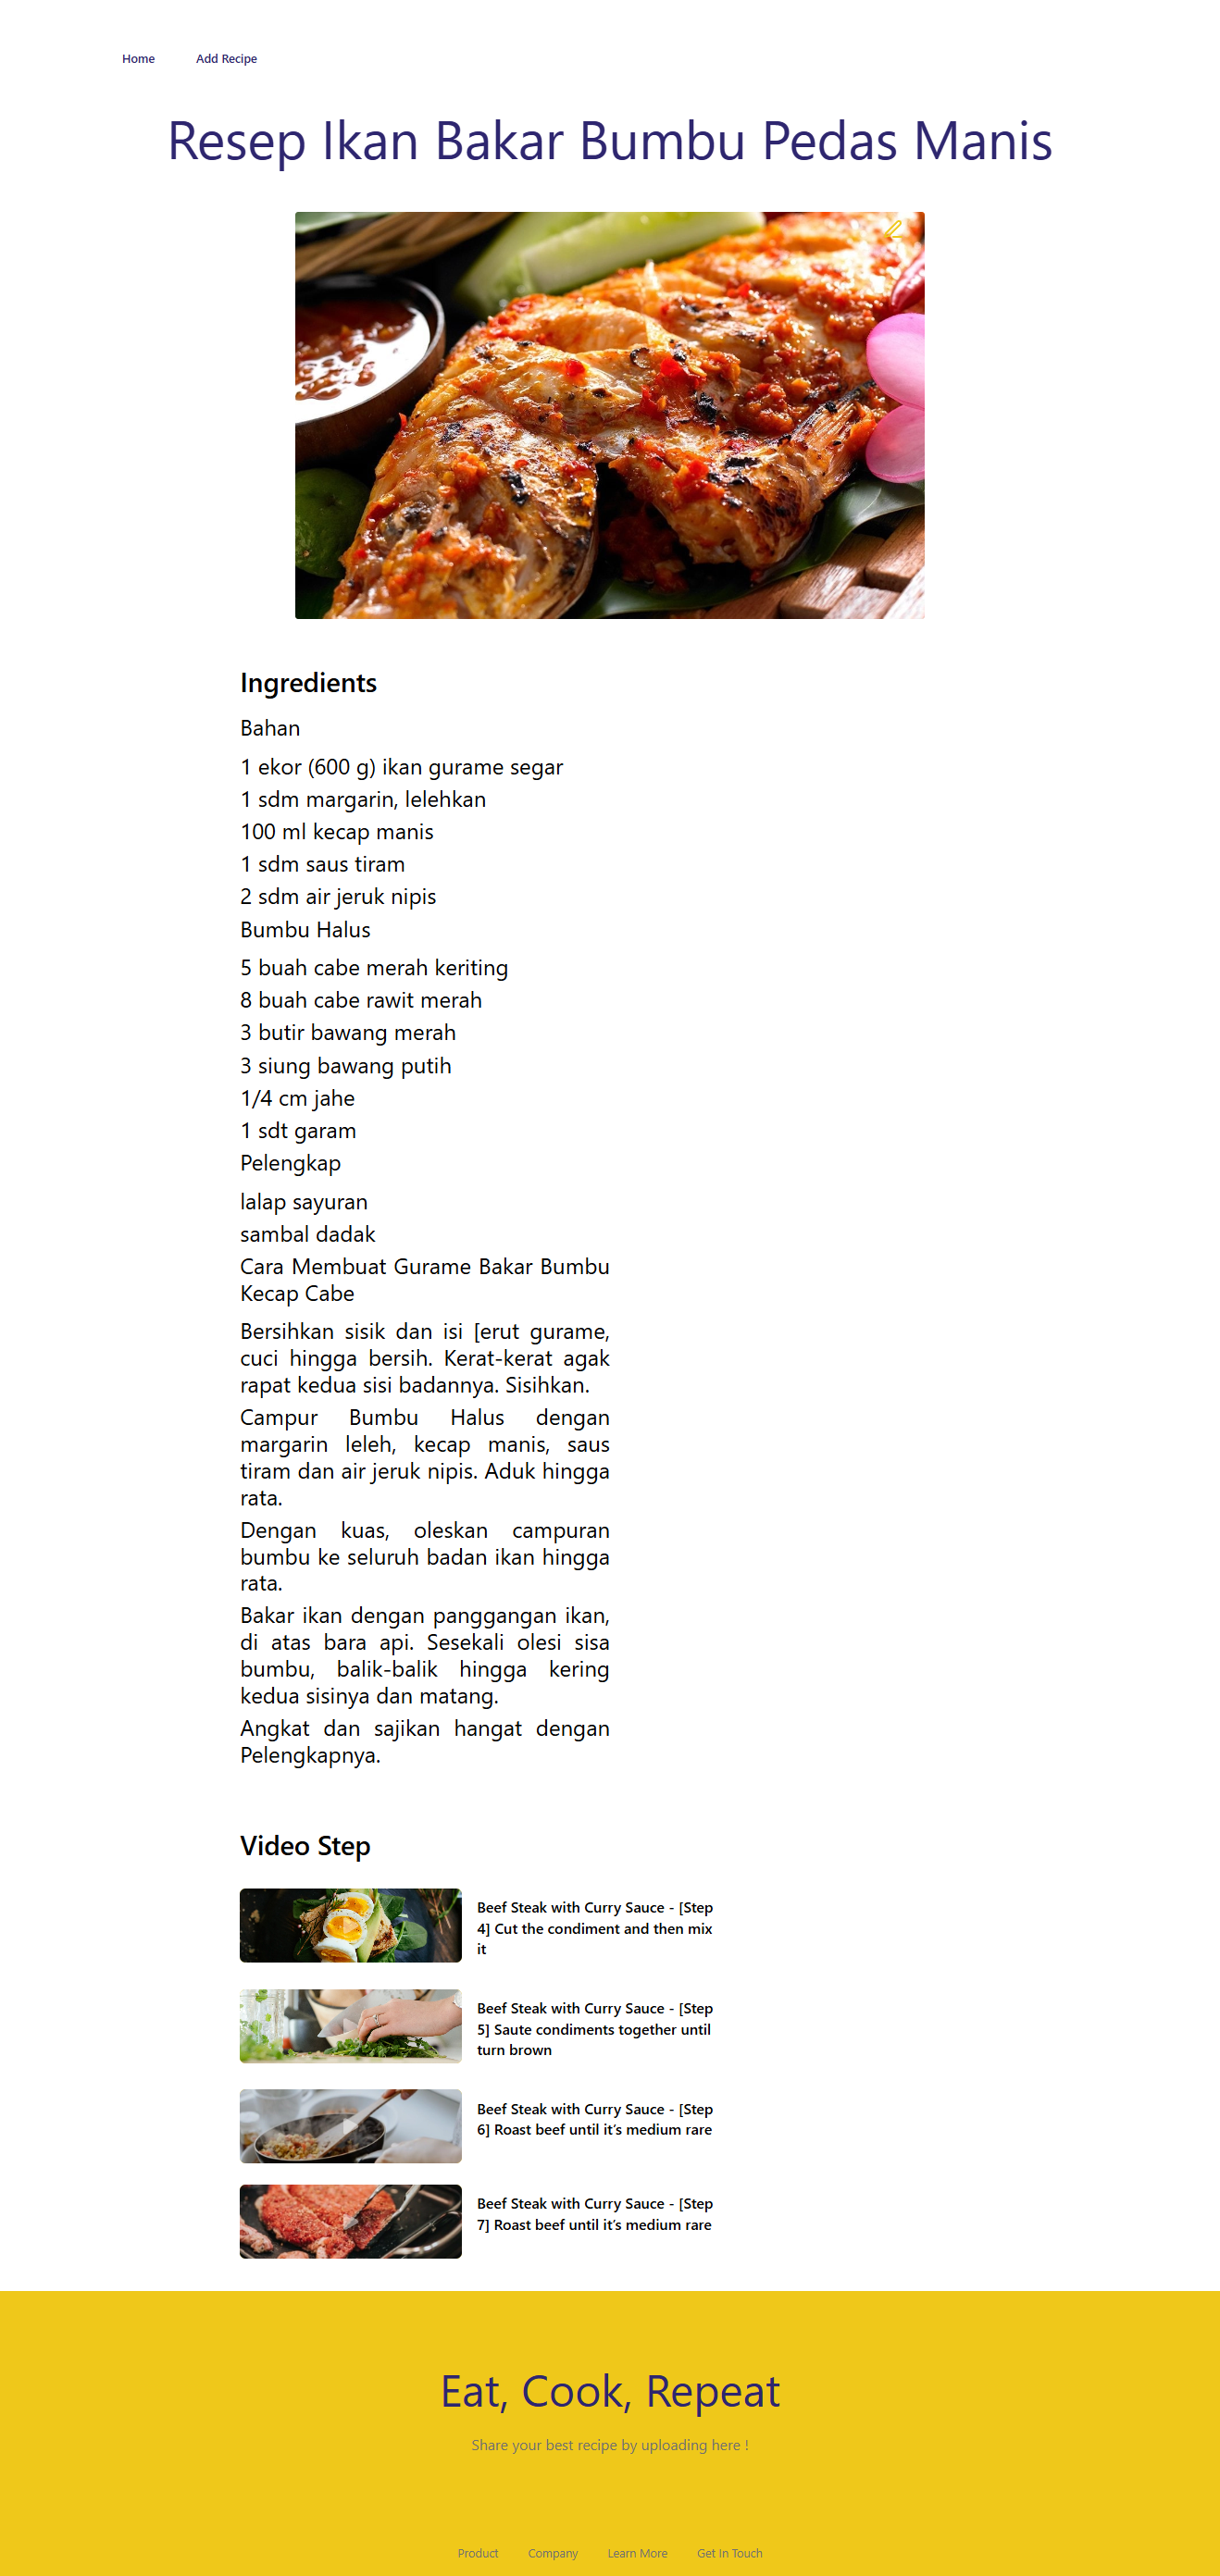 Home Add Recipe
Resep Ikan Bakar Bumbu Pedas Manis
Ingredients
Bahan
1 ekor (600 g) ikan gurame segar
1 sdm margarin, lelehkan
100 ml kecap manis
1 sdm saus tiram
2 sdm air jeruk nipis
Bumbu Halus
5 buah cabe merah keriting
8 buah cabe rawit merah
3 butir bawang merah
3 siung bawang putih
1/4 cm jahe
1 sdt garam
Pelengkap
lalap sayuran
sambal dadak
Cara Membuat Gurame Bakar Bumbu
Kecap Cabe
Bersihkan sisik dan isi [erut gurame,
cuci hingga bersih. Kerat-kerat agak
rapat kedua sisi badannya. Sisihkan.
Campur Bumbu Halus dengan
margarin leleh, kecap manis, saus
tiram dan air jeruk nipis. Aduk hingga
rata.
Dengan kuas, oleskan campuran
bumbu ke seluruh badan ikan hingga
rata.
Bakar ikan dengan panggangan ikan,
di atas bara api. Sesekali olesi sisa
bumbu, balik-balik hingga kering
kedua sisinya dan matang.
Angkat dan sajikan hangat dengan
Pelengkapnya.
Video Step
Beef Steak with Curry Sauce - [Step
4] Cut the condiment and then mix
it
Beef Steak with Curry Sauce - [Step
5] Saute condiments together until
turn brown
Beef Steak with Curry Sauce - [Step
6] Roast beef until it's medium rare
Beef Steak with Curry Sauce - [Step
7] Roast beef until it's medium rare
Eat, Cook, Repeat
Share your best recipe by uploading here !
Product Company Learn More Get In Touch